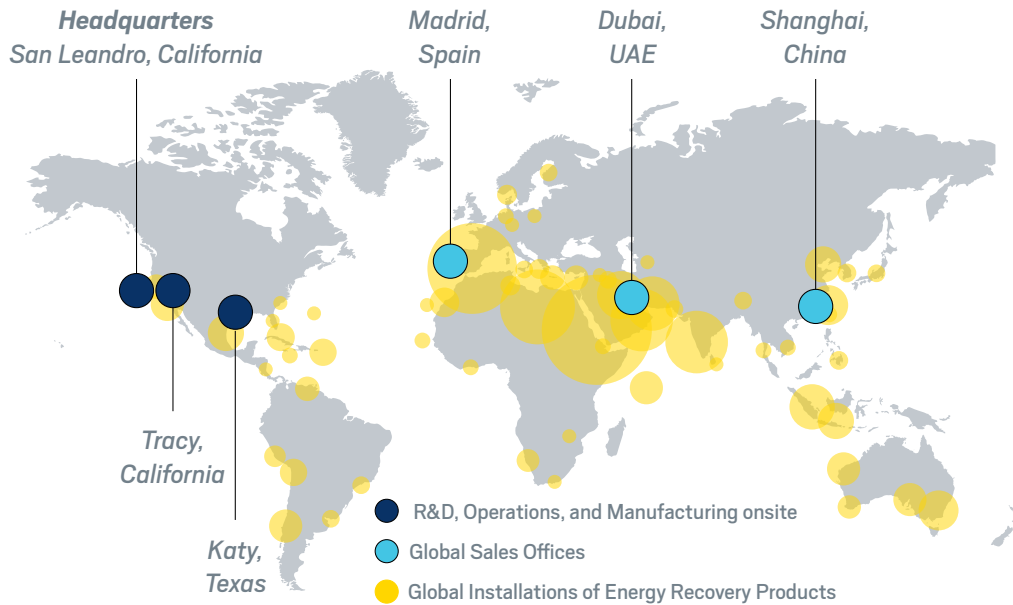 Headquarters
San Leandro, California
Madrid,
Spain
Dubai,
UAE
Shanghai,
China
Tracy,
California
Katy,
Texas
R&D, Operations, and Manufacturing onsite
Global Sales Offices
Global Installations of Energy Recovery Products